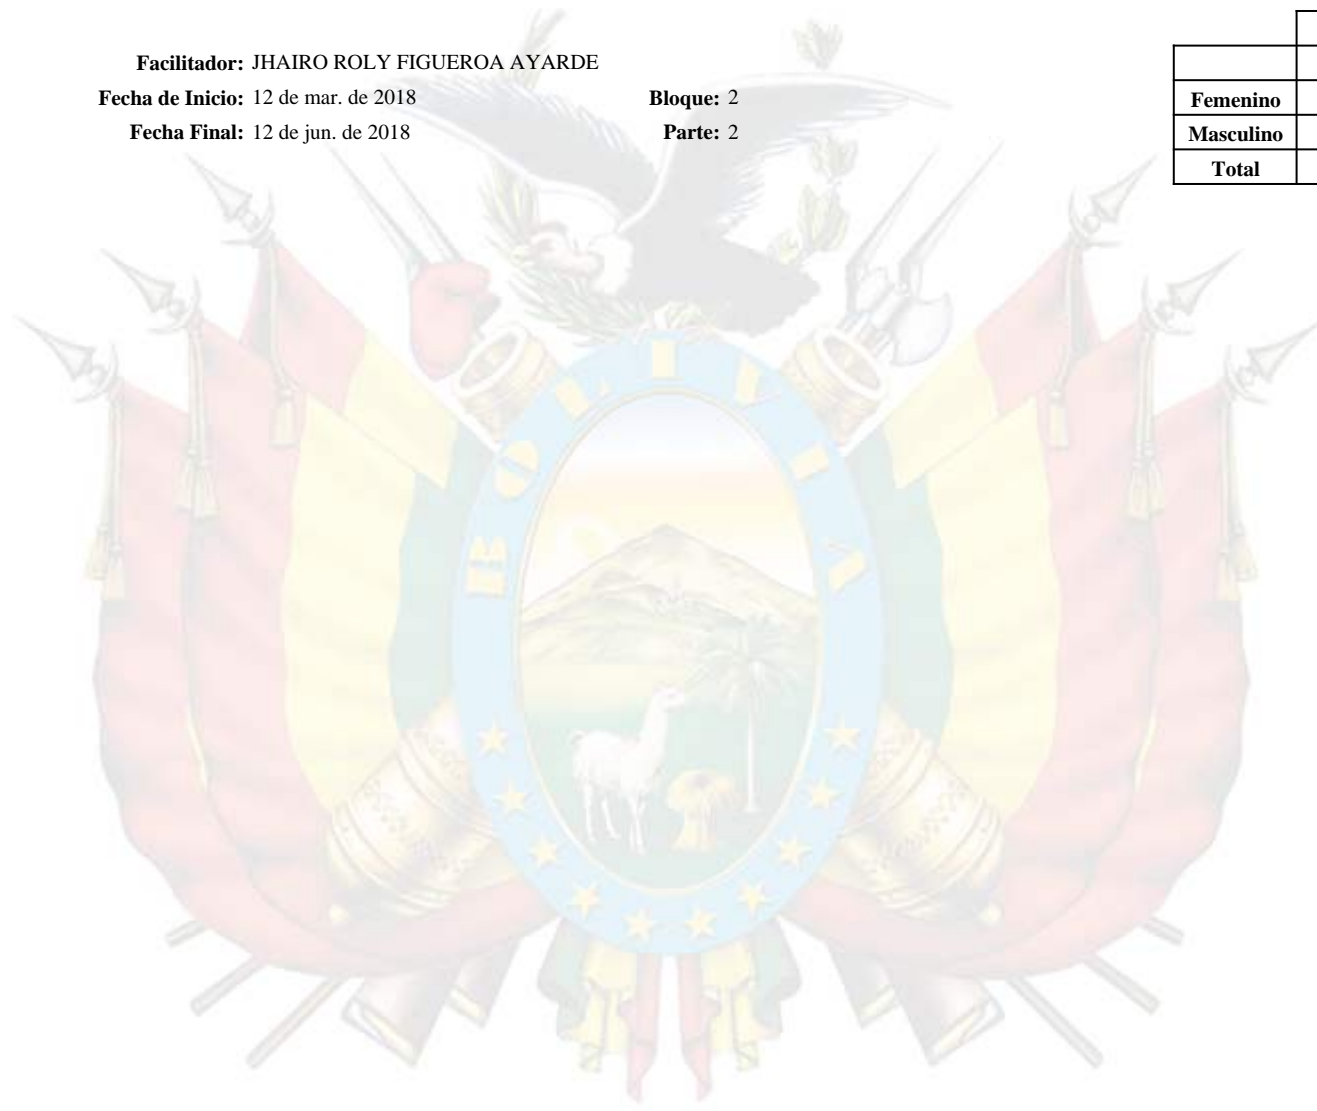 Facilitador: JHAIRO ROLY FIGUEROA AYARDE
Fecha de Inicio: 12 de mar. de 2018 Bloque: 2
Fecha Final: 12 de jun. de 2018 Parte: 2
Femenino
Masculino
Total
BOLIVIA